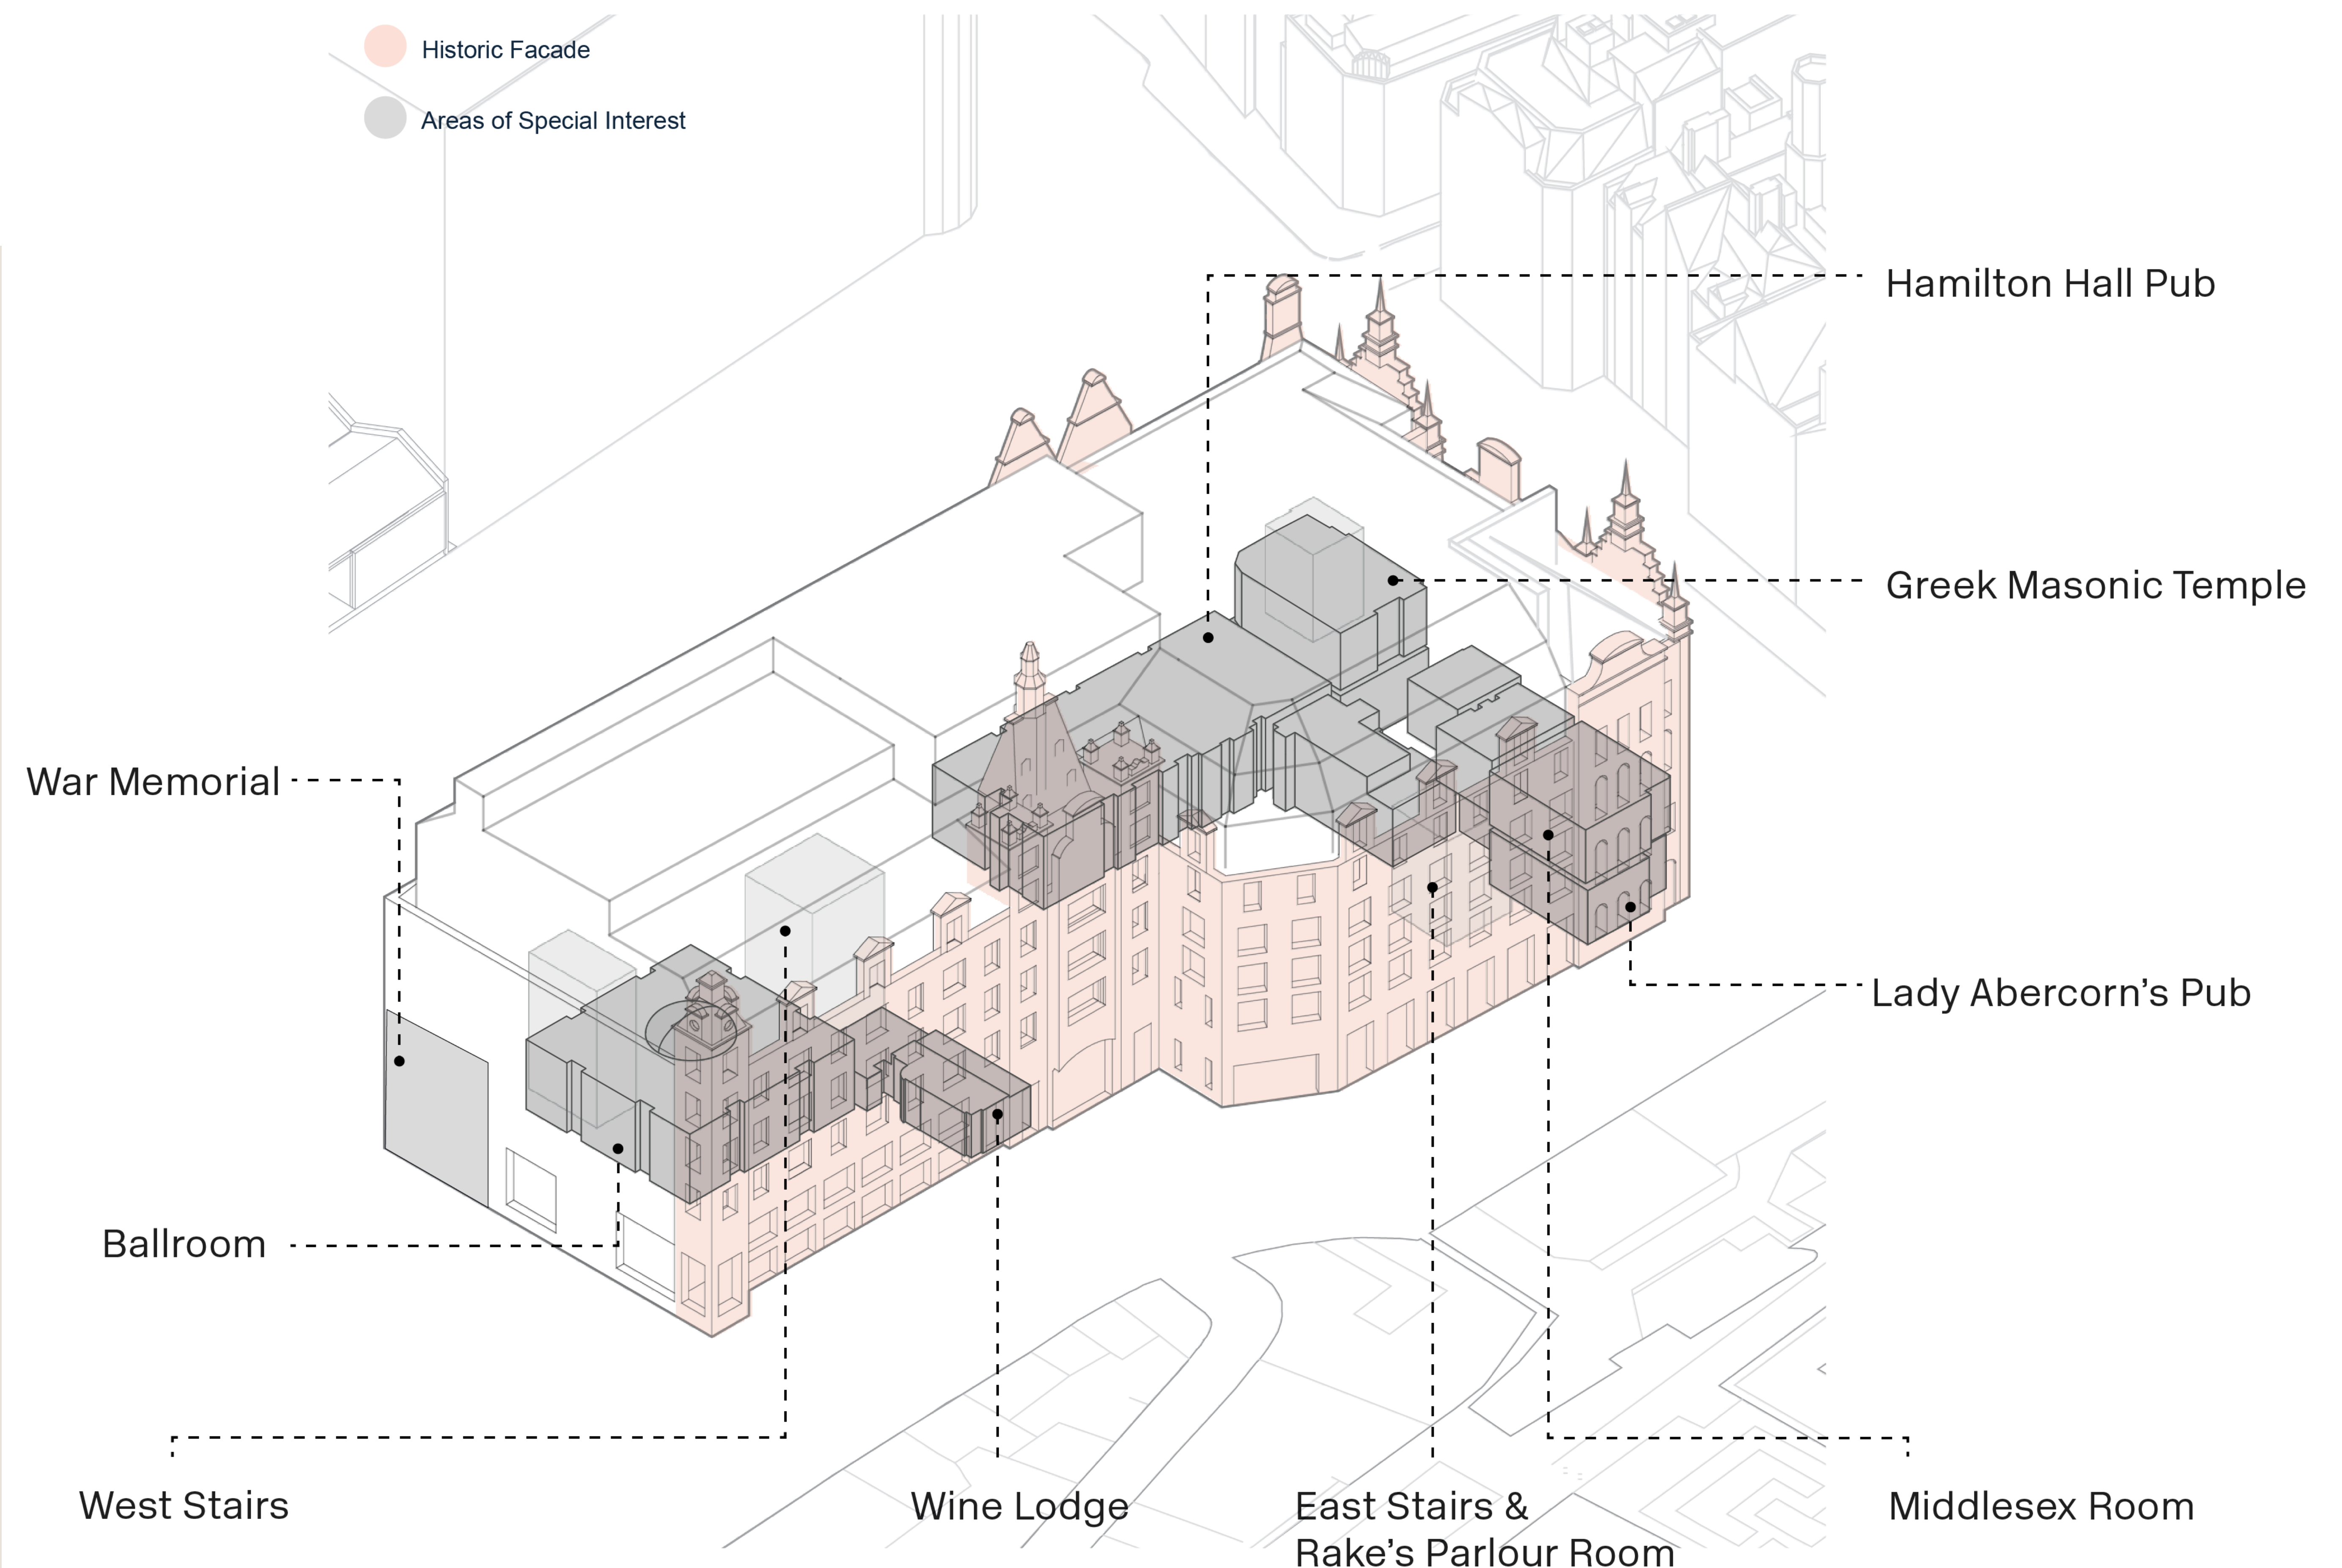 Historic Facade
Areas of Special Interest
Hamilton Hall Pub
Greek Masonic Temple
War Memorial
Lady Abercorn’s Pub
Ballroom
West Stairs
Wine Lodge
East Stairs &
Rake’s Parlour Room
Middlesex Room